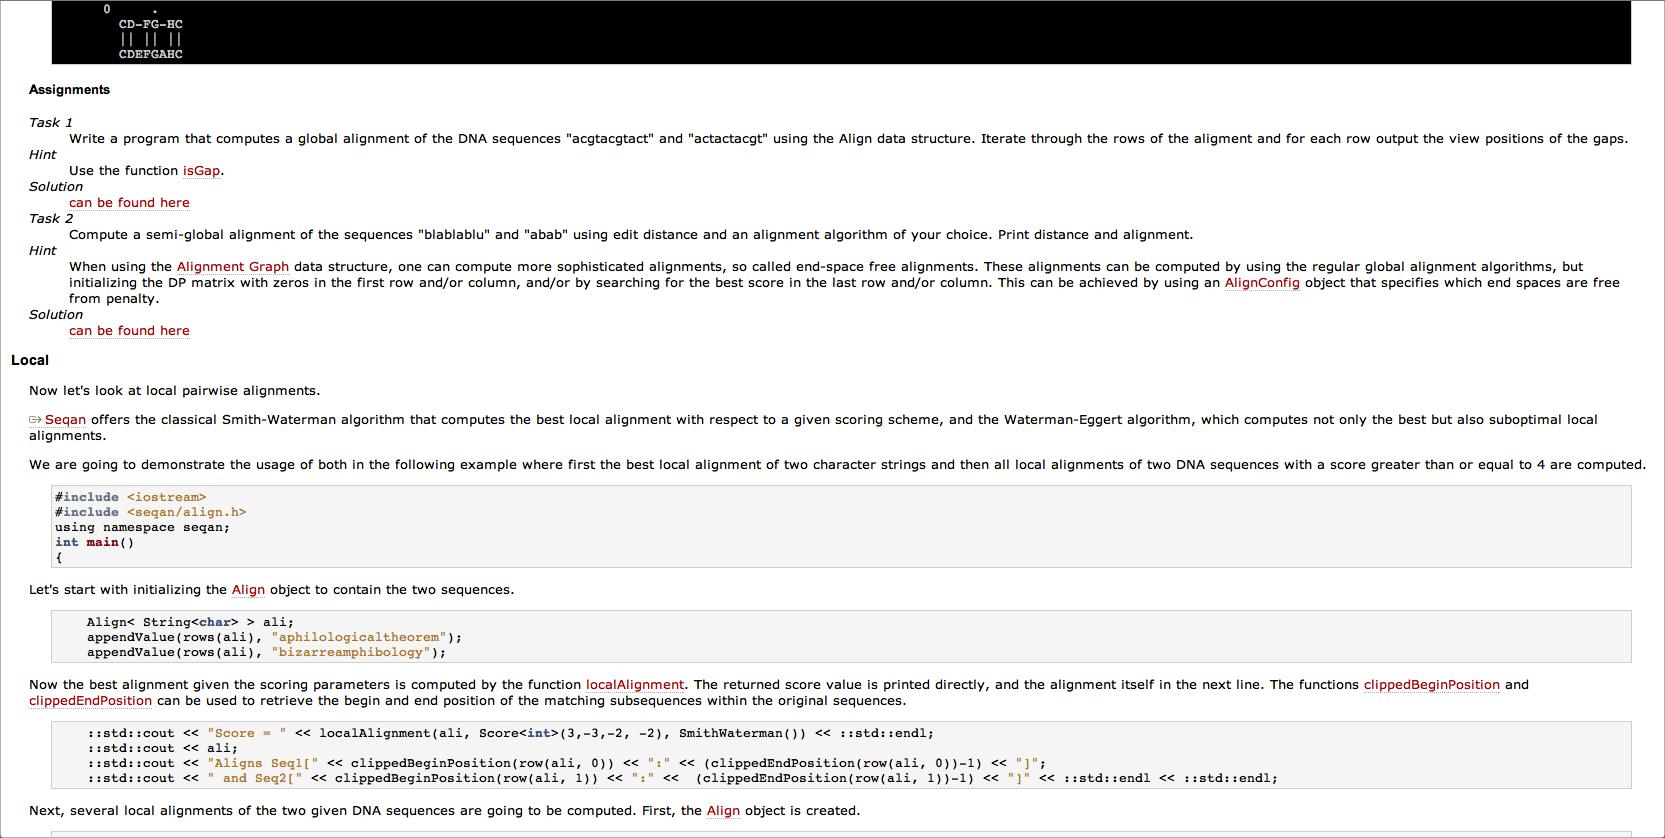 0     .
CD-FG-HC
|| || ||
CDEFGAHC
Assignments
Task 1
Write a program that computes a global alignment of the DNA sequences "acgtacgtact" and "actactacgt" using the Align data structure. Iterate through the rows of the aligment and for each row output the view positions of the gaps.
Hint
Use the function isGap.
Solution
can be found here
Task 2
Compute a semi-global alignment of the sequences "blablablu" and "abab" using edit distance and an alignment algorithm of your choice. Print distance and alignment.
Hint
When using the Alignment Graph data structure, one can compute more sophisticated alignments, so called end-space free alignments. These alignments can be computed by using the regular global alignment algorithms, but
initializing the DP matrix with zeros in the first row and/or column, and/or by searching for the best score in the last row and/or column. This can be achieved by using an AlignConfig object that specifies which end spaces are free
from penalty.
Solution
can be found here
Local
Now let's look at local pairwise alignments.
Seqan offers the classical Smith-Waterman algorithm that computes the best local alignment with respect to a given scoring scheme, and the Waterman-Eggert algorithm, which computes not only the best but also suboptimal local
alignments.
We are going to demonstrate the usage of both in the following example where first the best local alignment of two character strings and then all local alignments of two DNA sequences with a score greater than or equal to 4 are computed.
#include <iostream>
#include <seqan/align.h>
using namespace seqan;
int main()
{
Let's start with initializing the Align object to contain the two sequences.
Align< String<char> > ali;
appendValue(rows(ali), "aphilologicaltheorem");
appendValue(rows(ali), "bizarreamphibology");
Now the best alignment given the scoring parameters is computed by the function localAlignment. The returned score value is printed directly, and the alignment itself in the next line. The functions clippedBeginPosition and
clippedEndPosition can be used to retrieve the begin and end position of the matching subsequences within the original sequences.
::std::cout << "Score = " << localAlignment(ali, Score<int>(3,-3,-2, -2), SmithWaterman()) << ::std::endl;
::std::cout << ali;
::std::cout << "Aligns Seq1[" << clippedBeginPosition(row(ali, 0)) << ":" << (clippedEndPosition(row(ali, 0))-1) << "]";
::std::cout << " and Seq2[" << clippedBeginPosition(row(ali, 1)) << ":" <<  (clippedEndPosition(row(ali, 1))-1) << "]" << ::std::endl << ::std::endl;
Next, several local alignments of the two given DNA sequences are going to be computed. First, the Align object is created.